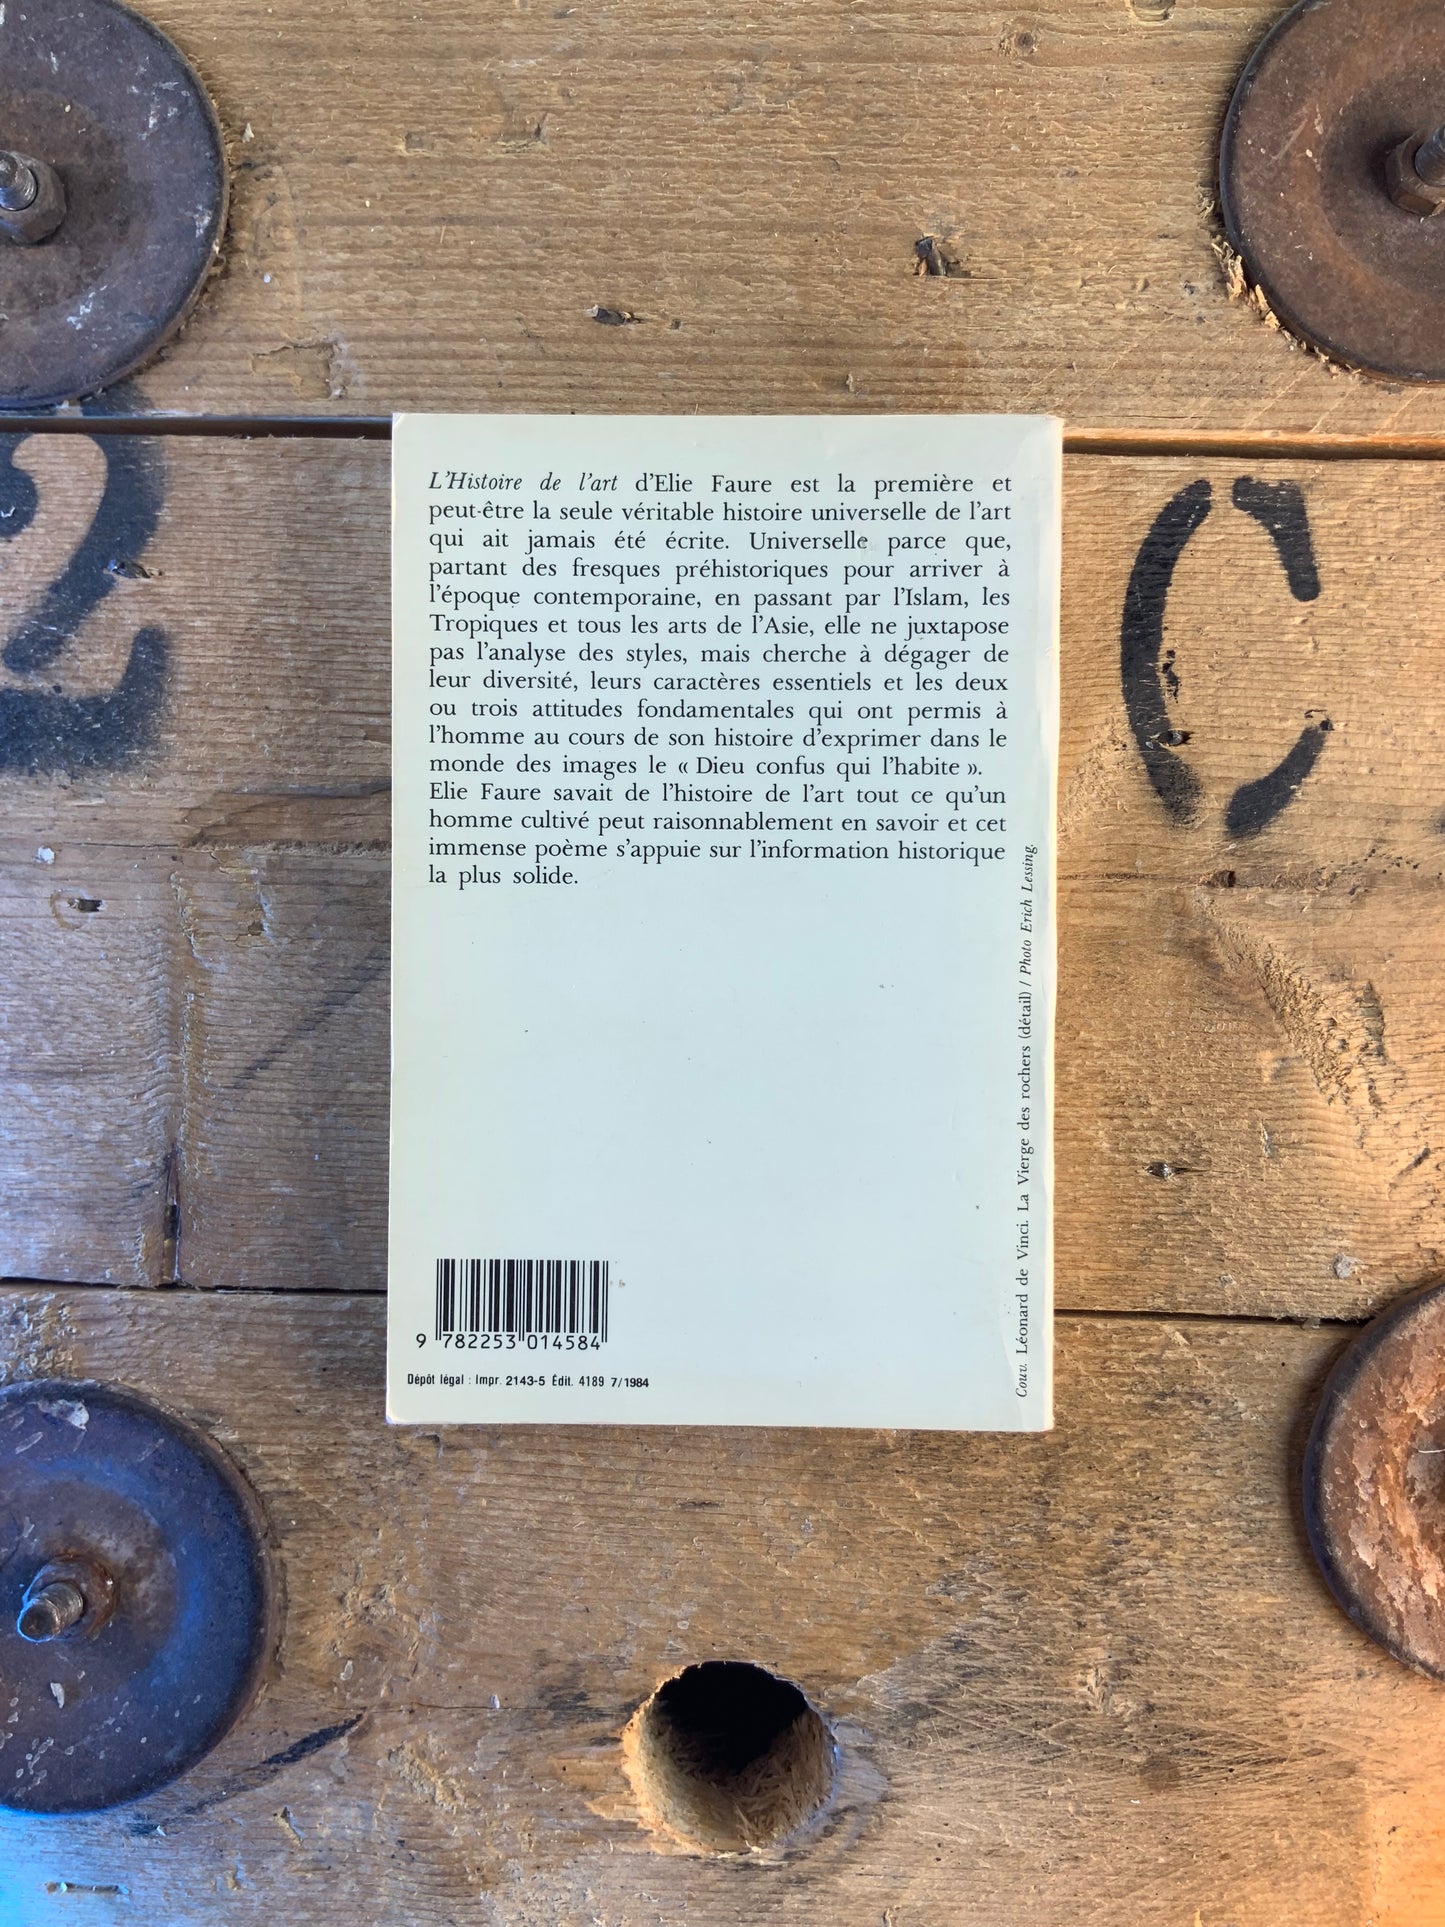 L'Histoire de l'art d'Elie Faure est la première et
peut-être la seule véritable histoire universelle de l'art
qui ait jamais été écrite. Universelle parce que,
partant des fresques préhistoriques pour arriver à
l'époque contemporaine, en passant par l'Islam, les
Tropiques et tous les arts de l'Asie, elle ne juxtapose
pas l'analyse des styles, mais cherche à dégager de
leur diversité, leurs caractères essentiels et les deux
ou trois attitudes fondamentales qui ont permis à
l'homme au cours de son histoire d'exprimer dans le
monde des images le « Dieu confus qui l'habite ».
Elie Faure savait de l'histoire de l'art tout ce qu'un
homme cultivé peut raisonnablement en savoir et cet
immense poème s'appuie sur l'information historique
la plus solide.
Couv. Léonard de Vinci. La Vierge des rochers (détail) / Photo Erich Lessing.
9 782253 014584
Dépôt légal : Impr. 2143-5 Édit. 4189 7/1984
2
C